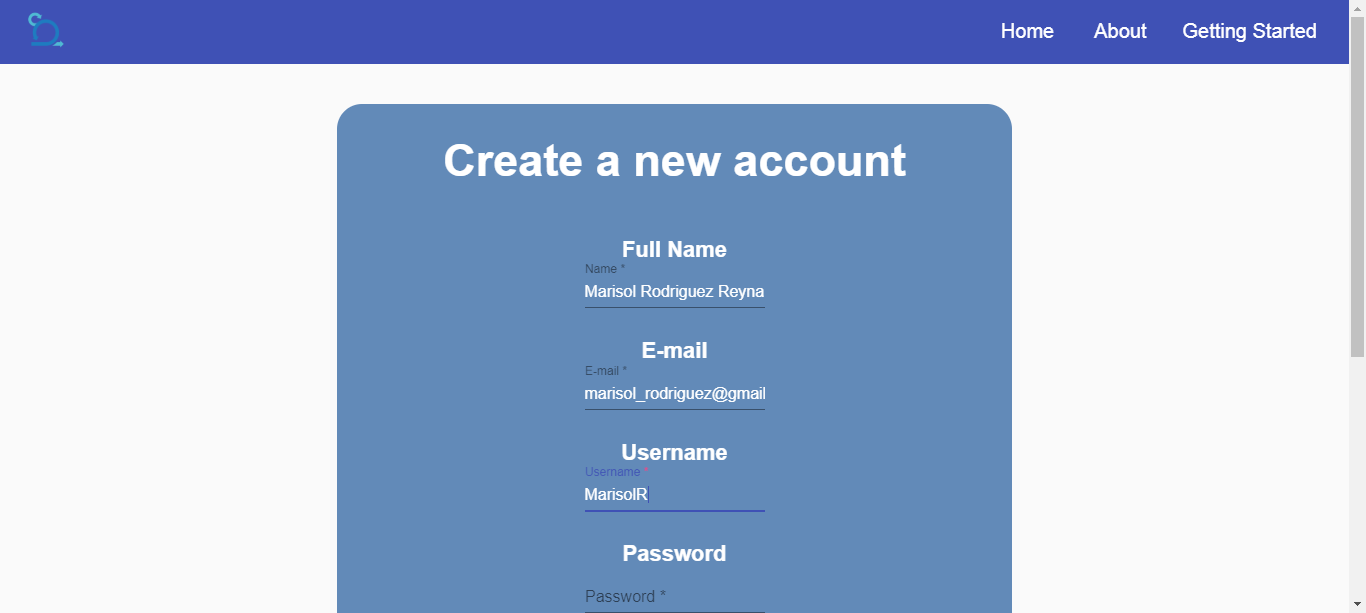 Home About Getting Started
Create a new account
Full Name
Name *
Marisol Rodriguez Reyna
E-mail
E-mail *
marisol_rodriguez@gmail
Username
Username *
MarisolR
Password
Password *